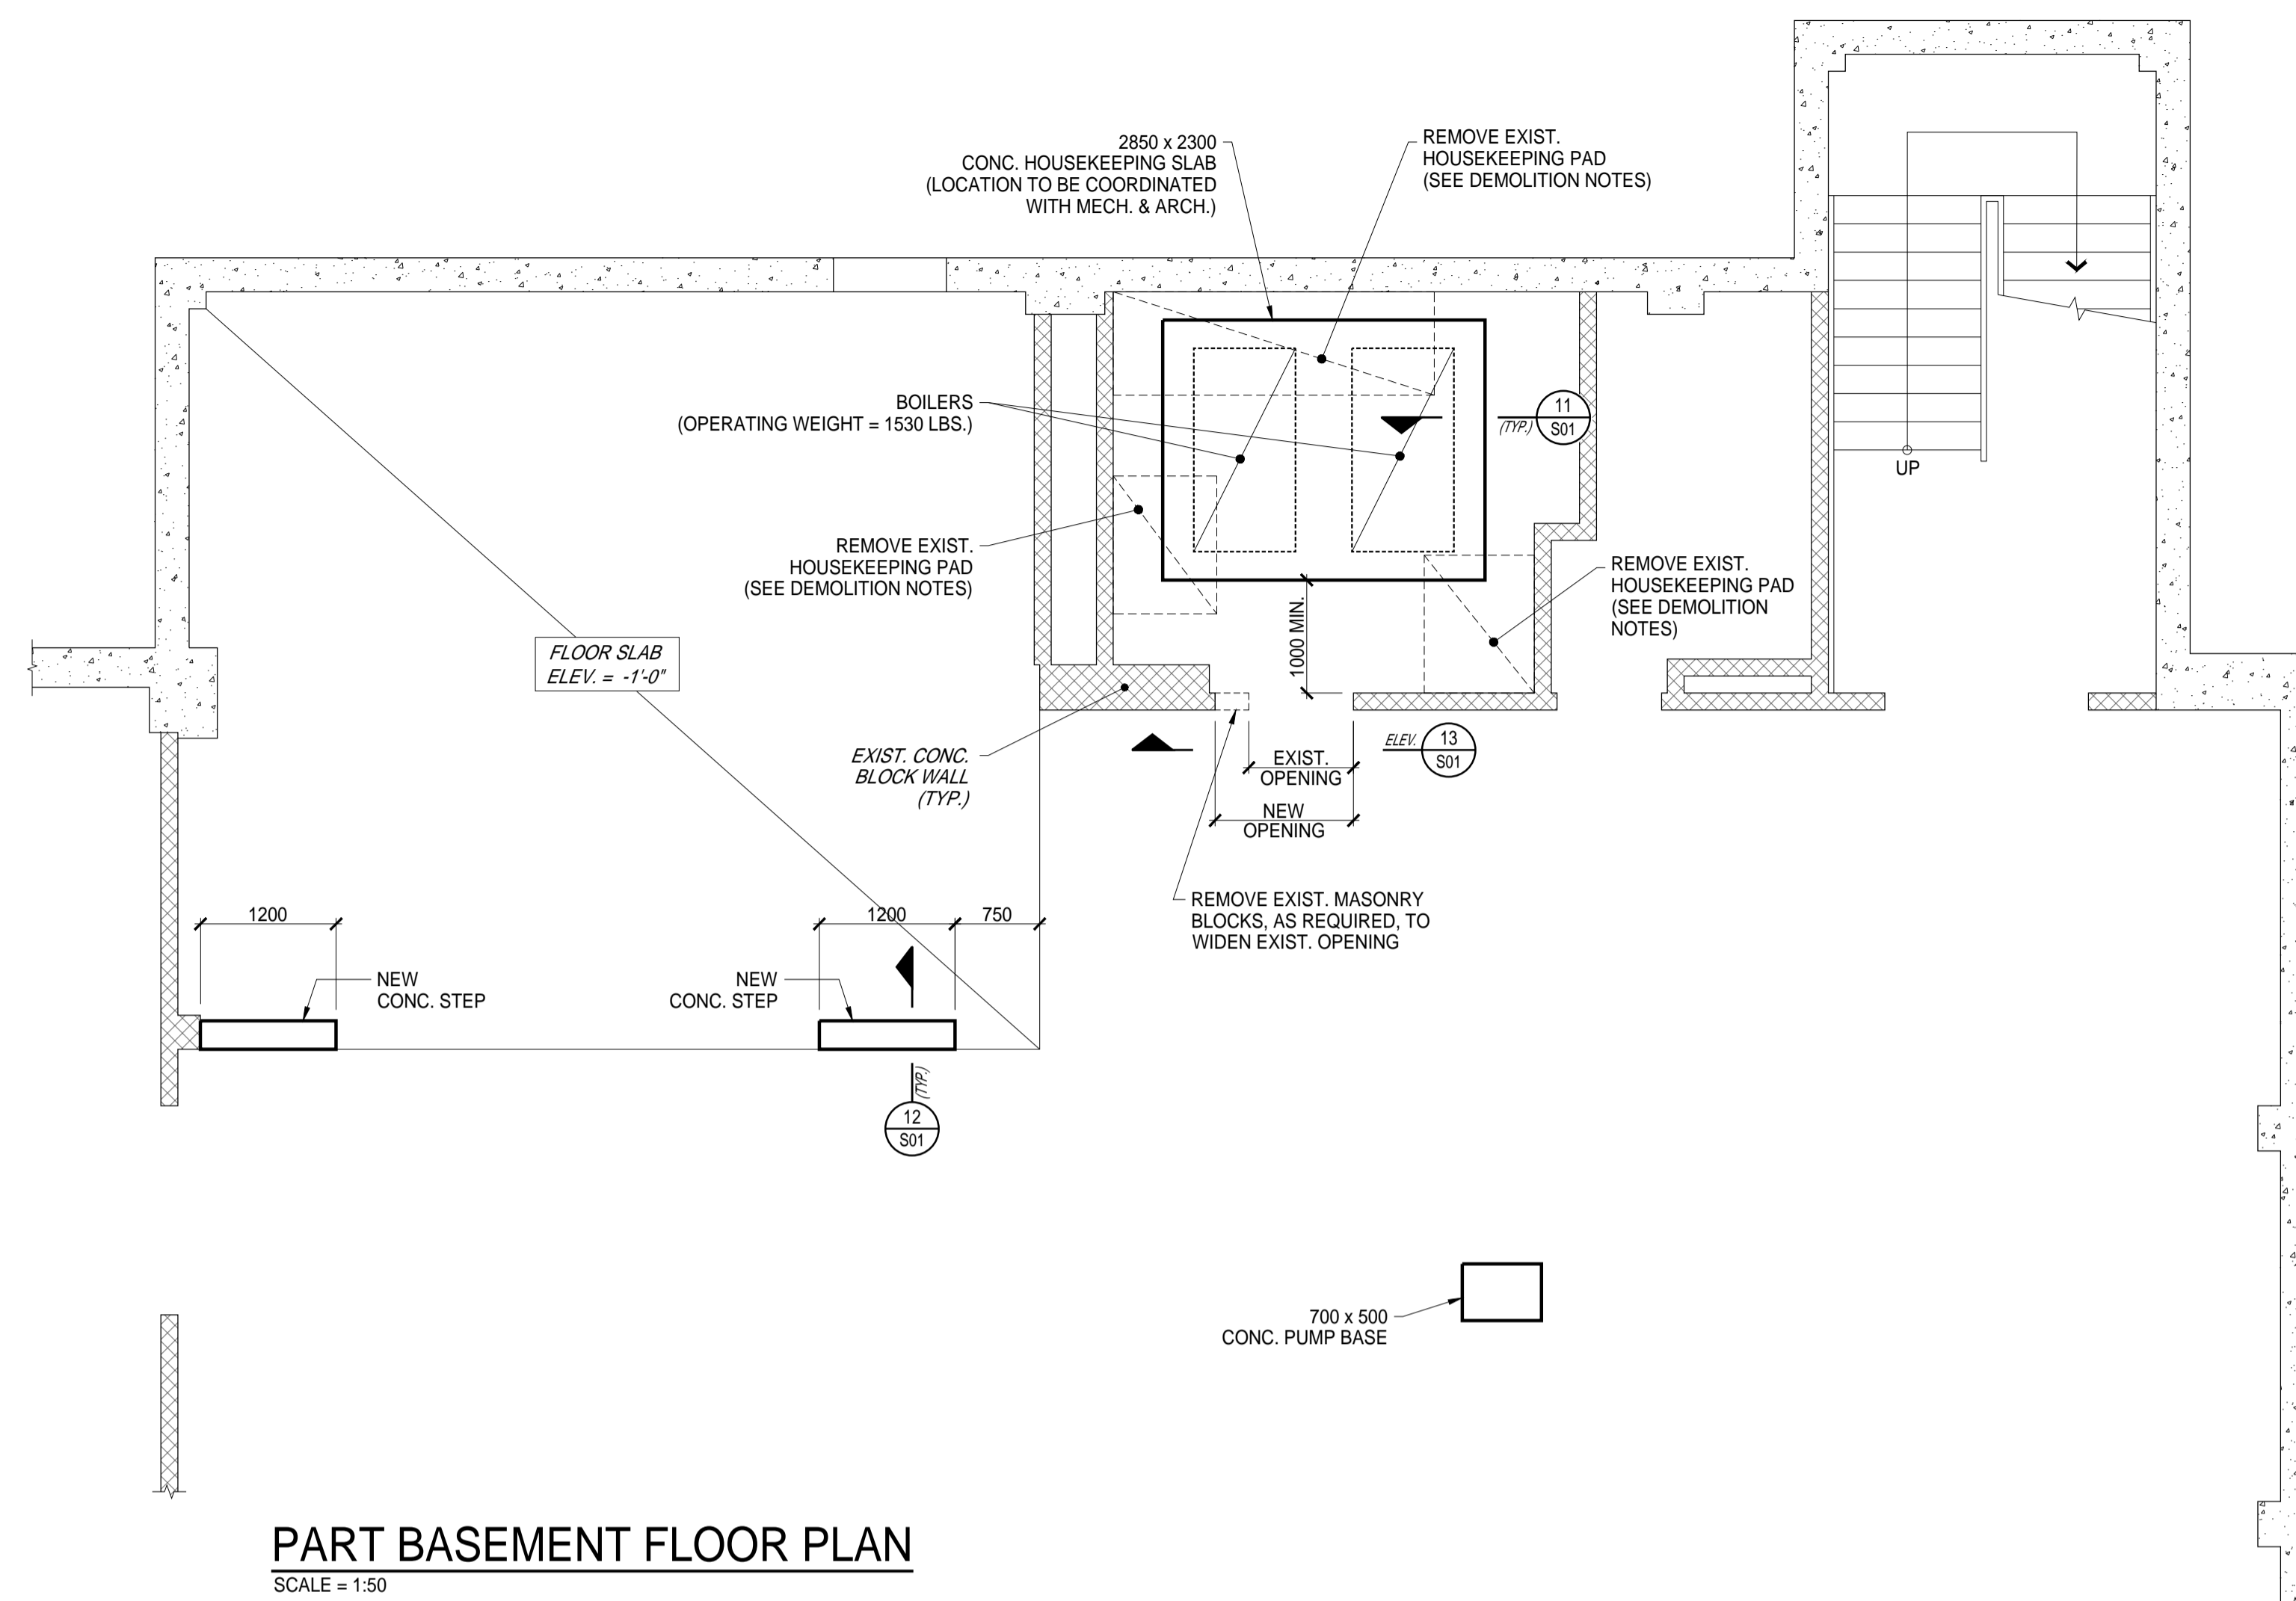 2850 x 2300
CONC. HOUSEKEEPING SLAB
(LOCATION TO BE COORDINATED
WITH MECH. & ARCH.)
REMOVE EXIST.
HOUSEKEEPING PAD
(SEE DEMOLITION NOTES)
BOILERS
(OPERATING WEIGHT = 1530 LBS.)
(TYP.)
11
S01
UP
REMOVE EXIST.
HOUSEKEEPING PAD
(SEE DEMOLITION NOTES)
REMOVE EXIST.
HOUSEKEEPING PAD
(SEE DEMOLITION
NOTES)
1000 MIN.
FLOOR SLAB
ELEV. = -1'-0"
EXIST. CONC.
BLOCK WALL
(TYP.)
EXIST.
OPENING
ELEV.
13
S01
NEW
OPENING
REMOVE EXIST. MASONRY
BLOCKS, AS REQUIRED, TO
WIDEN EXIST. OPENING
1200
1200
750
NEW
CONC. STEP
NEW
CONC. STEP
(TYP.)
12
S01
700 x 500
CONC. PUMP BASE
PART BASEMENT FLOOR PLAN
SCALE = 1:50